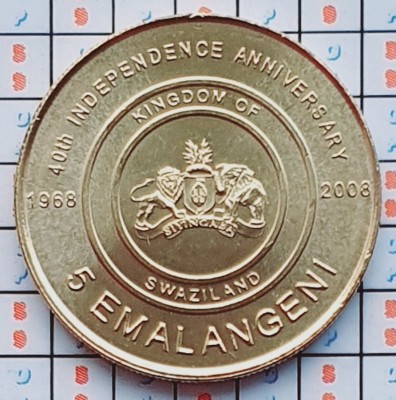 40th INDEPENDENCE ANNIVERSARY
KINGDOM OF
1968
2008
SIYINQABA
SWAZILAND
5 EMALANGENI